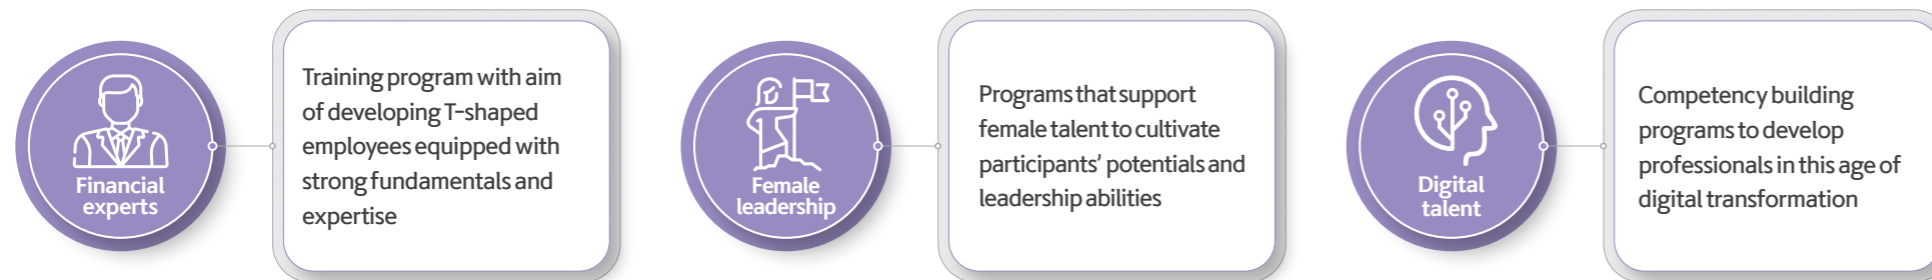 Financial
experts
Training program with aim
of developing T-shaped
employees equipped with
strong fundamentals and
expertise
Female
leadership
Programs that support
female talent to cultivate
participants' potentials and
leadership abilities
Digital
talent
Competency building
programs to develop
professionals in this age of
digital transformation